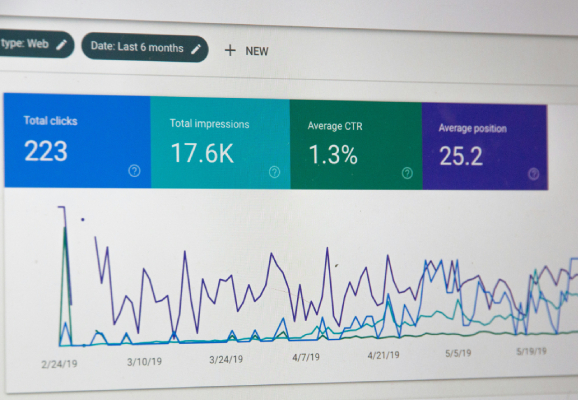 type: Web
Date: Last 6 months
+ NEW
Total clicks
Total impressions
Average CTR
Average position
223
17.6K
1.3%
25.2
2/24/19
3/10/19
3/24/19
4/7/19
4/21/19
5/5/19
5/19/19